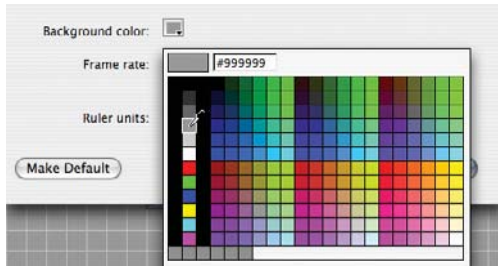 Background color:
#999999
Frame rate:
Ruler units:
Make Default